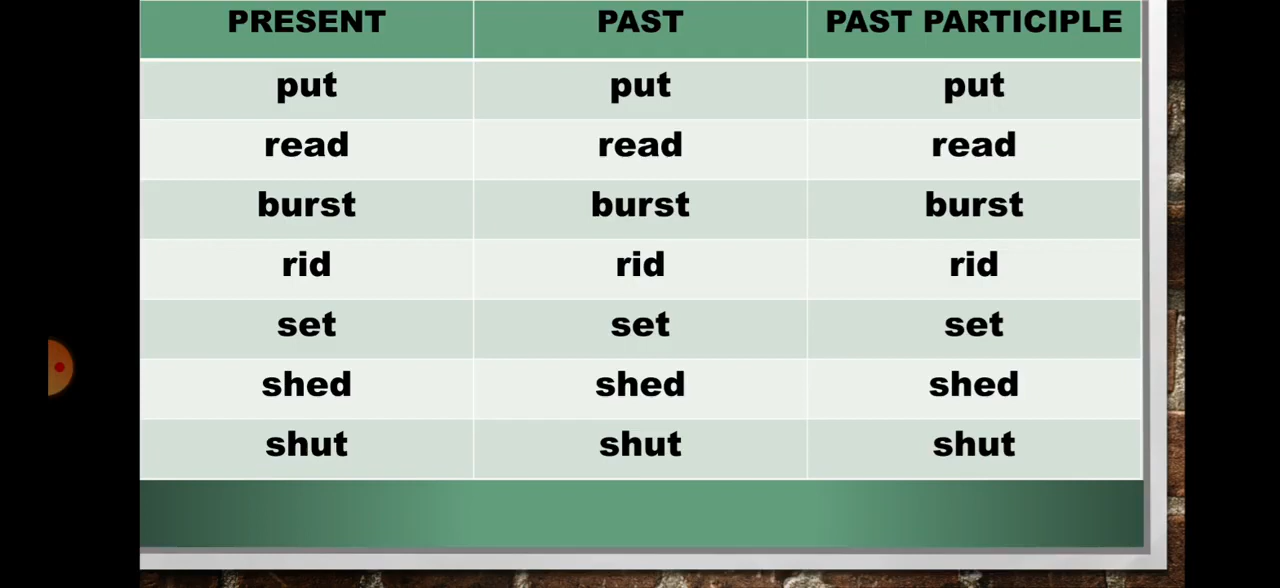 PRESENT PAST PAST PARTICIPLE
put put put
read read read
burst burst burst
rid rid rid
set set set
shed shed shed
shut shut shut